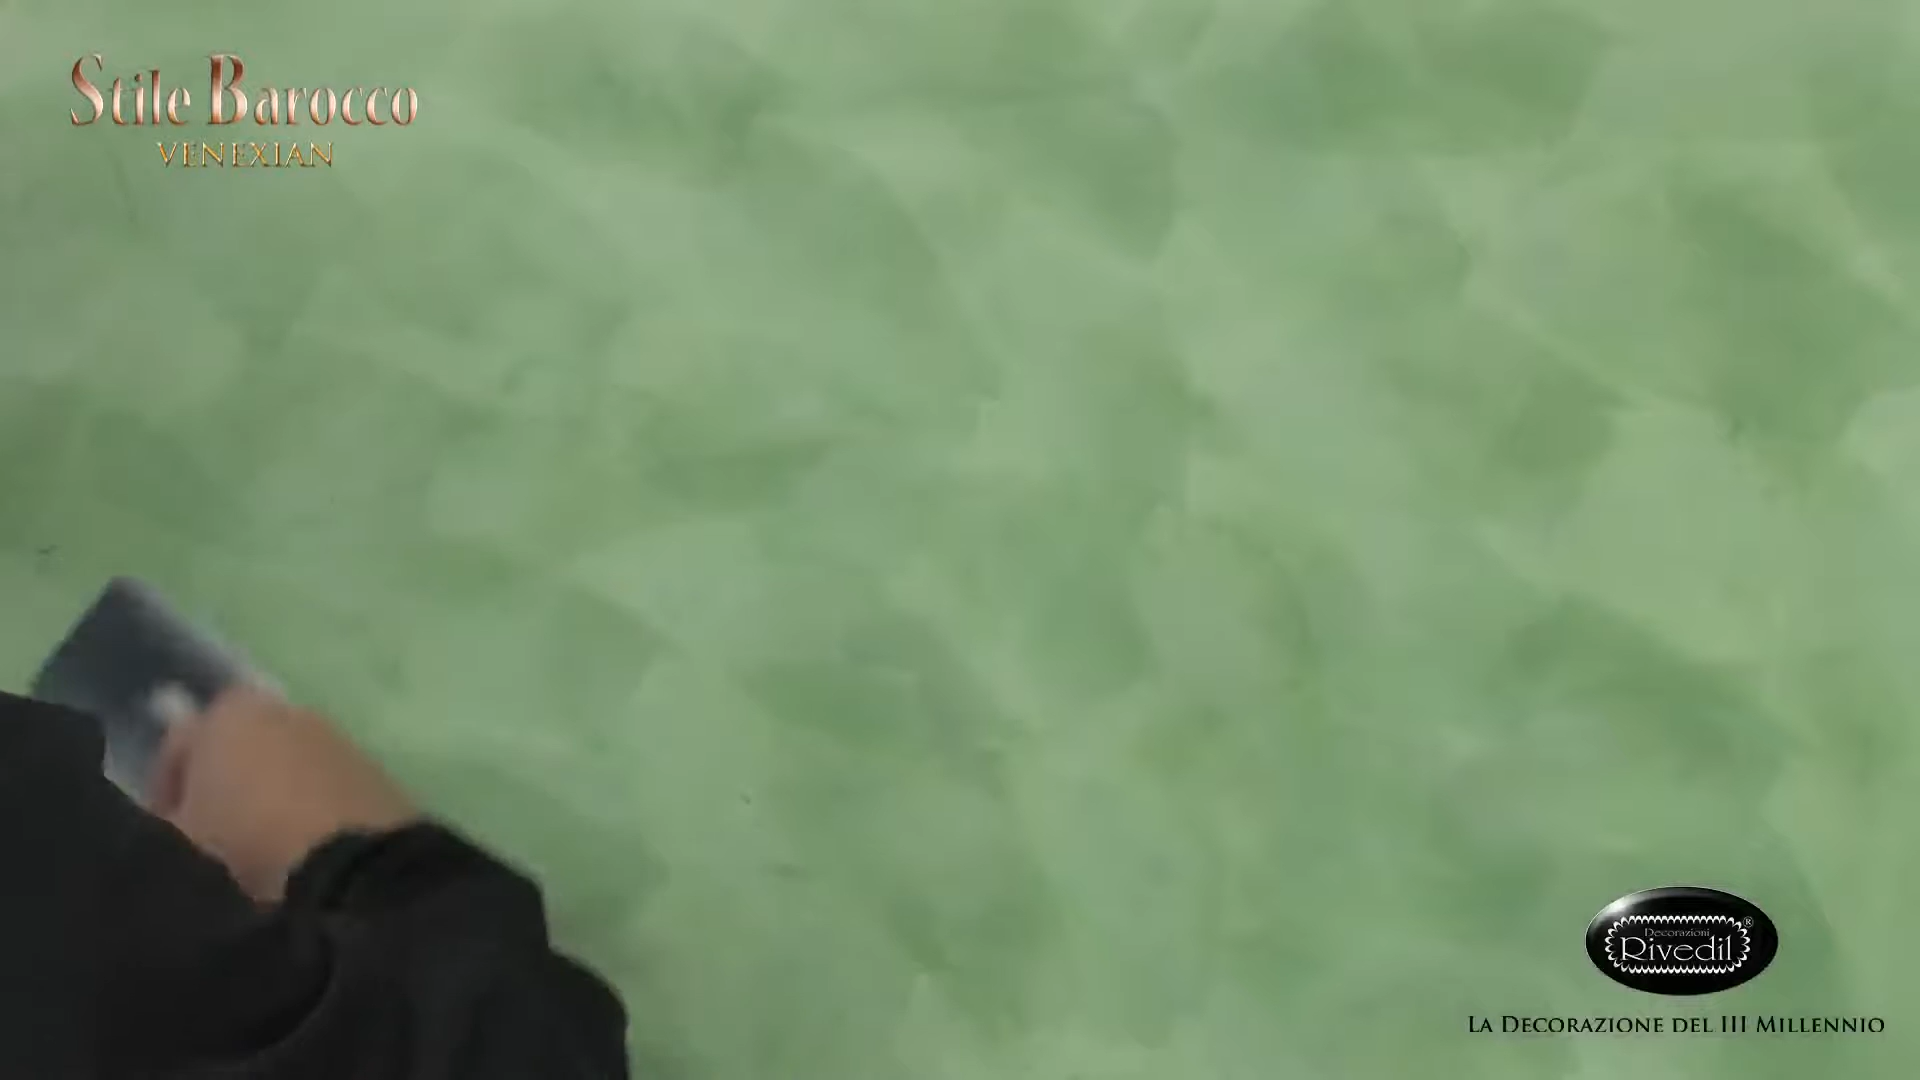 Stile Barocco
VENEXIAN
Decorazioni
Rivedil®
LA DECORAZIONE DEL III MILLENNIO